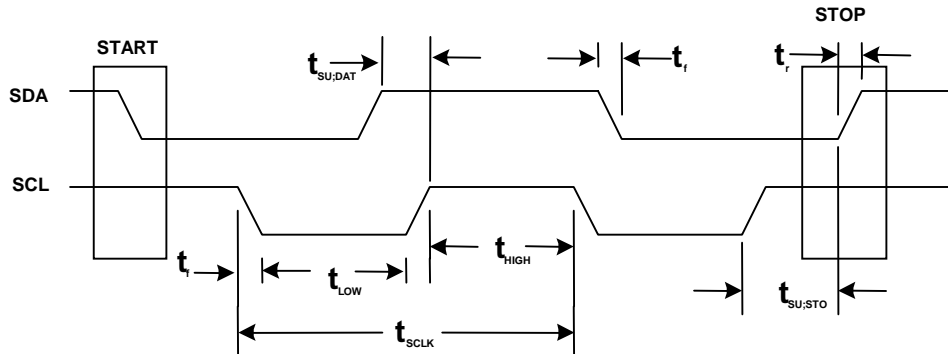 STOP
START
tSU;DAT
tf
tr
SDA
SCL
tf
tLOW
tHIGH
tSU;STO
tSCLK